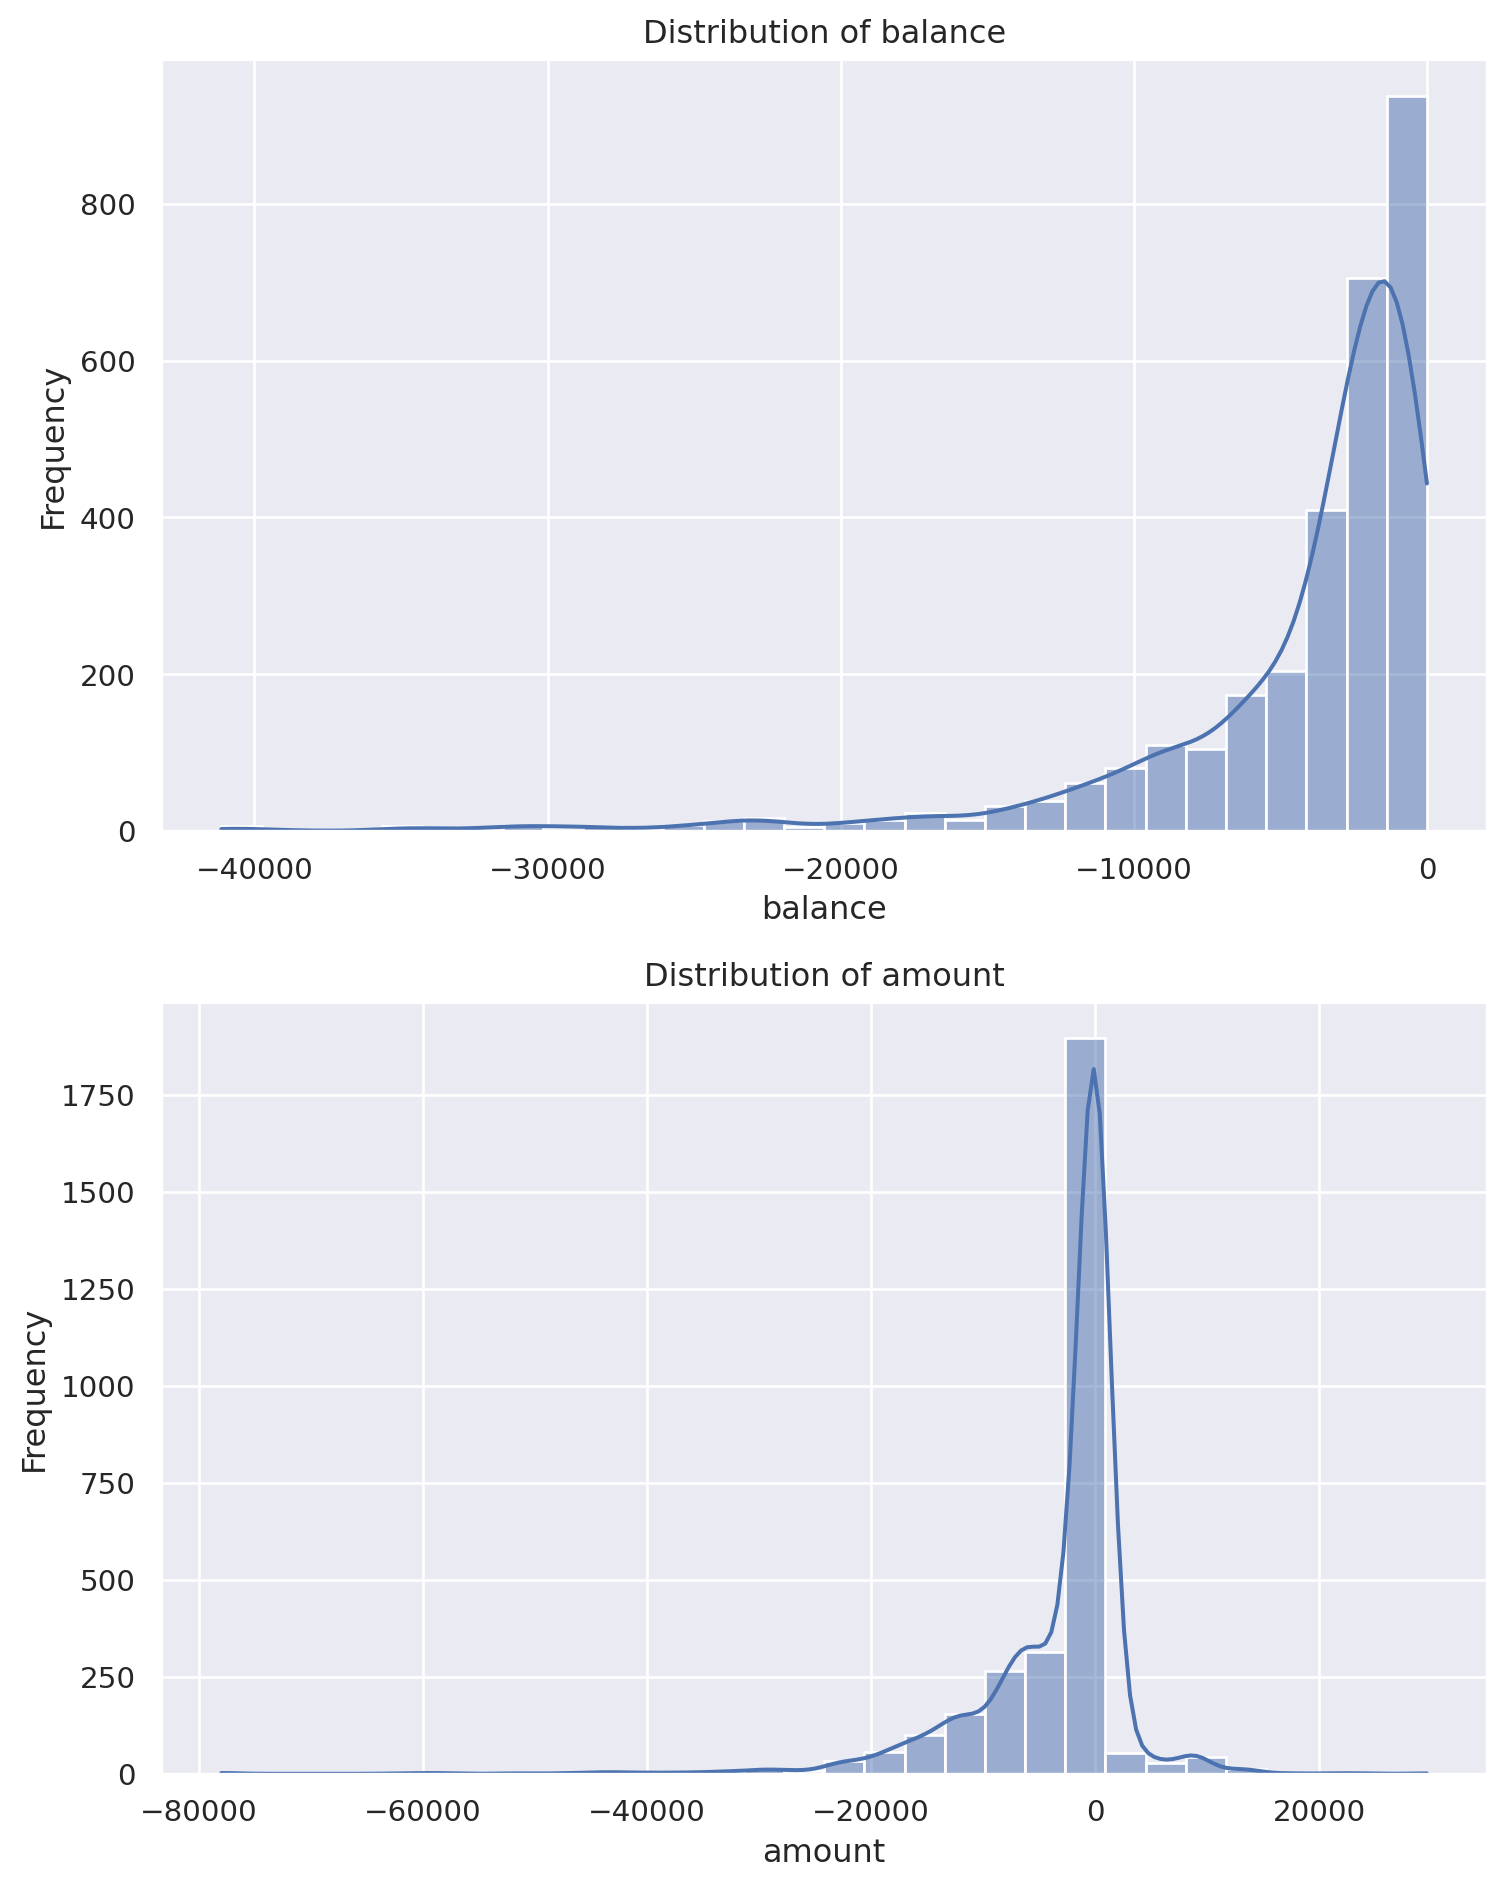 Distribution of balance
Frequency
800
600
400
200
0
−40000 −30000 −20000 −10000 0
balance
Distribution of amount
Frequency
1750
1500
1250
1000
750
500
250
0
−80000 −60000 −40000 −20000 0 20000
amount